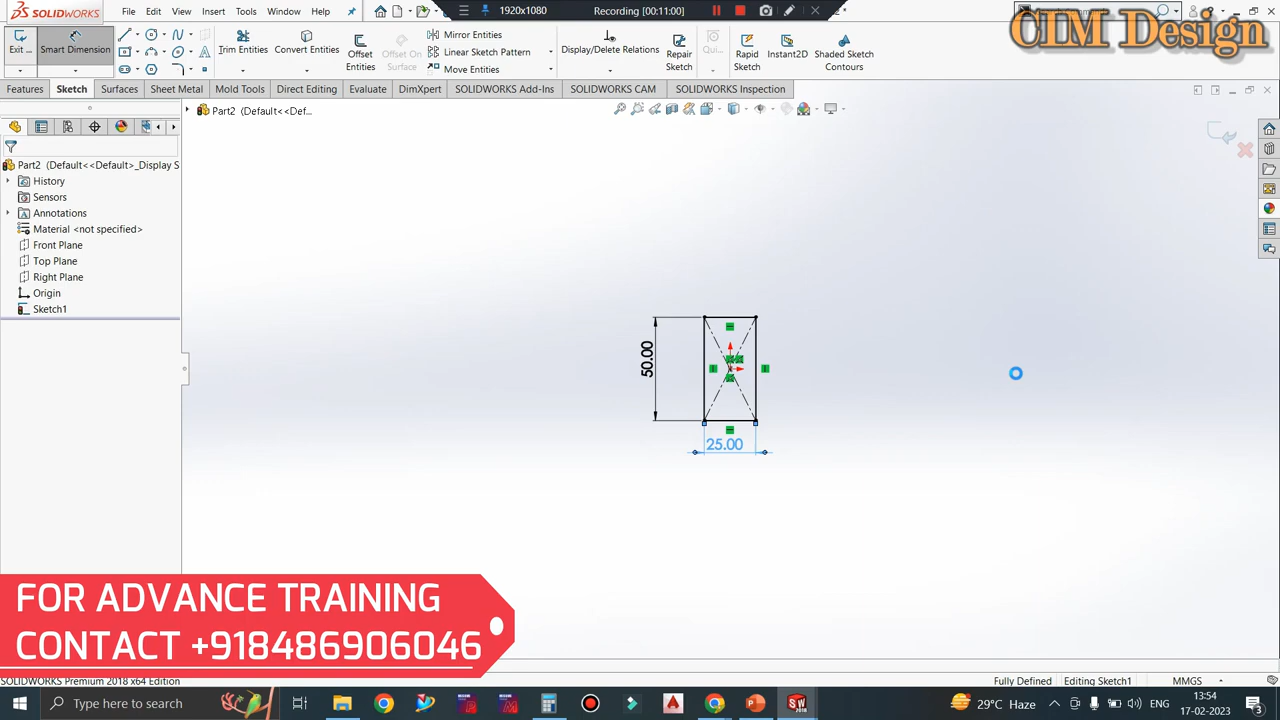 SOLIDWORKS
File
Edit
View
Insert
Tools
1920x1080
Recording [00:11:00]
CIM Design
Exit ...
Smart Dimension
Trim Entities
Convert Entities
Offset Entities
Offset On Surface
Mirror Entities
Linear Sketch Pattern
Move Entities
Display/Delete Relations
Repair Sketch
Qui...
Rapid Sketch
Instant2D
Shaded Sketch Contours
Features
Sketch
Surfaces
Sheet Metal
Mold Tools
Direct Editing
Evaluate
DimXpert
SOLIDWORKS Add-Ins
SOLIDWORKS CAM
SOLIDWORKS Inspection
Part2 (Default<<Def...
Part2 (Default<<Default>_Display S
History
Sensors
Annotations
Material <not specified>
Front Plane
Top Plane
Right Plane
Origin
Sketch1
50.00
25.00
FOR ADVANCE TRAINING
CONTACT +918486906046
SOLIDWORKS Premium 2018 x64 Edition
Fully Defined
Editing Sketch1
MMGS
Type here to search
29°C Haze
ENG
13:54
17-02-2023
3